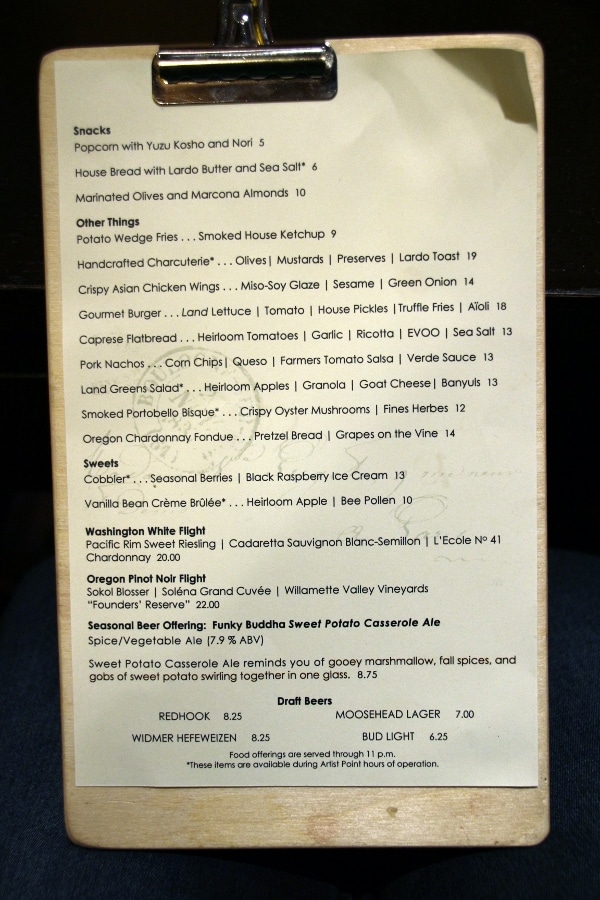 Snacks
Popcorn with Yuzu Kosho and Nori 5
House Bread with Lardo Butter and Sea Salt* 6
Marinated Olives and Marcona Almonds 10
Other Things
Potato Wedge Fries . . . Smoked House Ketchup 9
Handcrafted Charcuterie* . . . Olives| Mustards | Preserves | Lardo Toast 19
Crispy Asian Chicken Wings . . . Miso-Soy Glaze | Sesame | Green Onion 14
Gourmet Burger . . . Land Lettuce | Tomato | House Pickles |Truffle Fries | Aïoli 18
Caprese Flatbread . . . Heirloom Tomatoes | Garlic | Ricotta | EVOO | Sea Salt 13
Pork Nachos . . . Corn Chips| Queso | Farmers Tomato Salsa | Verde Sauce 13
Land Greens Salad* . . . Heirloom Apples | Granola | Goat Cheese| Banyuls 13
Smoked Portobello Bisque* . . . Crispy Oyster Mushrooms | Fines Herbes 12
Oregon Chardonnay Fondue . . . Pretzel Bread | Grapes on the Vine 14
Sweets
Cobbler* . . . Seasonal Berries | Black Raspberry Ice Cream 13
Vanilla Bean Crème Brûlée* . . . Heirloom Apple | Bee Pollen 10
Washington White Flight
Pacific Rim Sweet Riesling | Cadaretta Sauvignon Blanc-Semillon | L'Ecole Nº 41
Chardonnay 20.00
Oregon Pinot Noir Flight
Sokol Blosser | Soléna Grand Cuvée | Willamette Valley Vineyards
"Founders' Reserve" 22.00
Seasonal Beer Offering: Funky Buddha Sweet Potato Casserole Ale
Spice/Vegetable Ale (7.9 % ABV)
Sweet Potato Casserole Ale reminds you of gooey marshmallow, fall spices, and
gobs of sweet potato swirling together in one glass. 8.75
Draft Beers
REDHOOK 8.25 MOOSEHEAD LAGER 7.00
WIDMER HEFEWEIZEN 8.25 BUD LIGHT 6.25
Food offerings are served through 11 p.m.
*These items are available during Artist Point hours of operation.